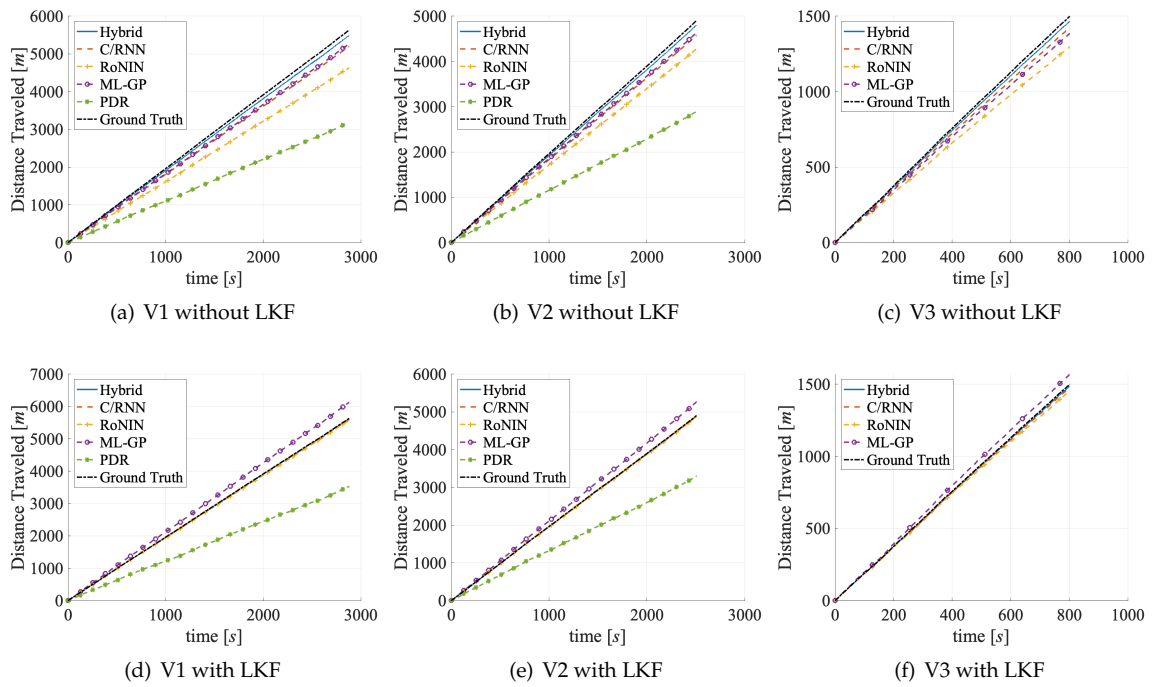 Distance Traveled [m]
6000
5000
4000
3000
2000
1000
0
Hybrid
C/RNN
RoNIN
ML-GP
PDR
Ground Truth
0 1000 2000 3000
time [s]
(a) V1 without LKF
Distance Traveled [m]
5000
4000
3000
2000
1000
0
Hybrid
C/RNN
RoNIN
ML-GP
PDR
Ground Truth
0 1000 2000 3000
time [s]
(b) V2 without LKF
Distance Traveled [m]
1500
1000
500
0
Hybrid
C/RNN
RoNIN
ML-GP
Ground Truth
0 200 400 600 800 1000
time [s]
(c) V3 without LKF
Distance Traveled [m]
7000
6000
5000
4000
3000
2000
1000
0
Hybrid
C/RNN
RoNIN
ML-GP
PDR
Ground Truth
0 1000 2000 3000
time [s]
(d) V1 with LKF
Distance Traveled [m]
6000
5000
4000
3000
2000
1000
0
Hybrid
C/RNN
RoNIN
ML-GP
PDR
Ground Truth
0 1000 2000 3000
time [s]
(e) V2 with LKF
Distance Traveled [m]
1500
1000
500
0
Hybrid
C/RNN
RoNIN
ML-GP
Ground Truth
0 200 400 600 800 1000
time [s]
(f) V3 with LKF